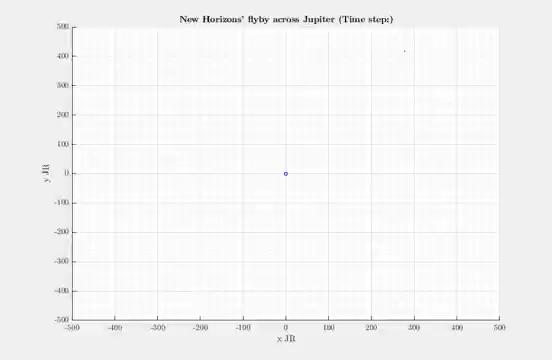 New Horizons' flyby across Jupiter (Time step:)
500
400
300
200
100
0
-100
-200
-300
-400
-500
y JR
-500 -400 -300 -200 -100 0 100 200 300 400 500
x JR